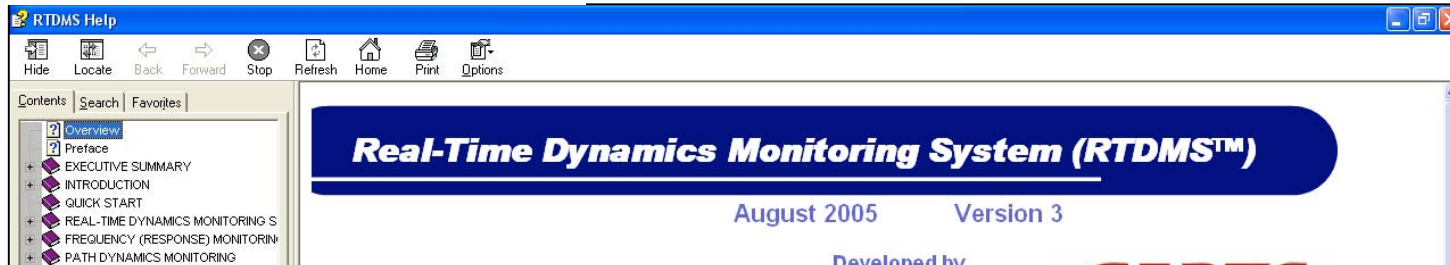 RTDMS Help
Hide Locate Back Forward Stop Refresh Home Print Options
Contents Search Favorites
Overview
Preface
EXECUTIVE SUMMARY
INTRODUCTION
QUICK START
REAL-TIME DYNAMICS MONITORING S
FREQUENCY (RESPONSE) MONITORIN
PATH DYNAMICS MONITORING
Real-Time Dynamics Monitoring System (RTDMS™)
August 2005 Version 3
Developed by